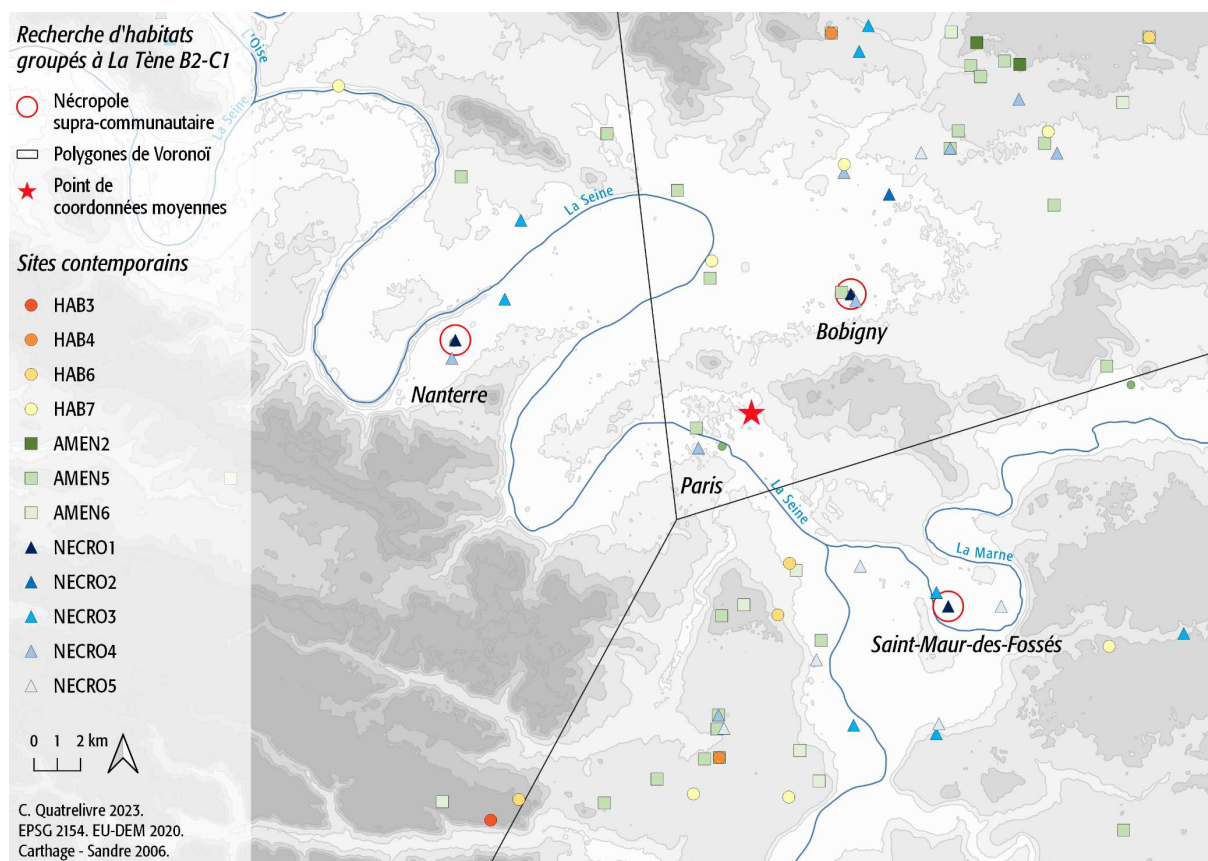 Recherche d'habitats
groupés à La Tène B2-C1
Nécropole
supra-communautaire
Polygones de Voronoï
Point de
coordonnées moyennes
Sites contemporains
HAB3
HAB4
HAB6
HAB7
AMEN2
AMEN5
AMEN6
NECRO1
NECRO2
NECRO3
NECRO4
NECRO5
0 1 2 km
C. Quatrelivre 2023.
EPSG 2154. EU-DEM 2020.
Carthage - Sandre 2006.
L'Oise
La Seine
La Seine
Bobigny
Nanterre
Paris
La Seine
La Marne
Saint-Maur-des-Fossés